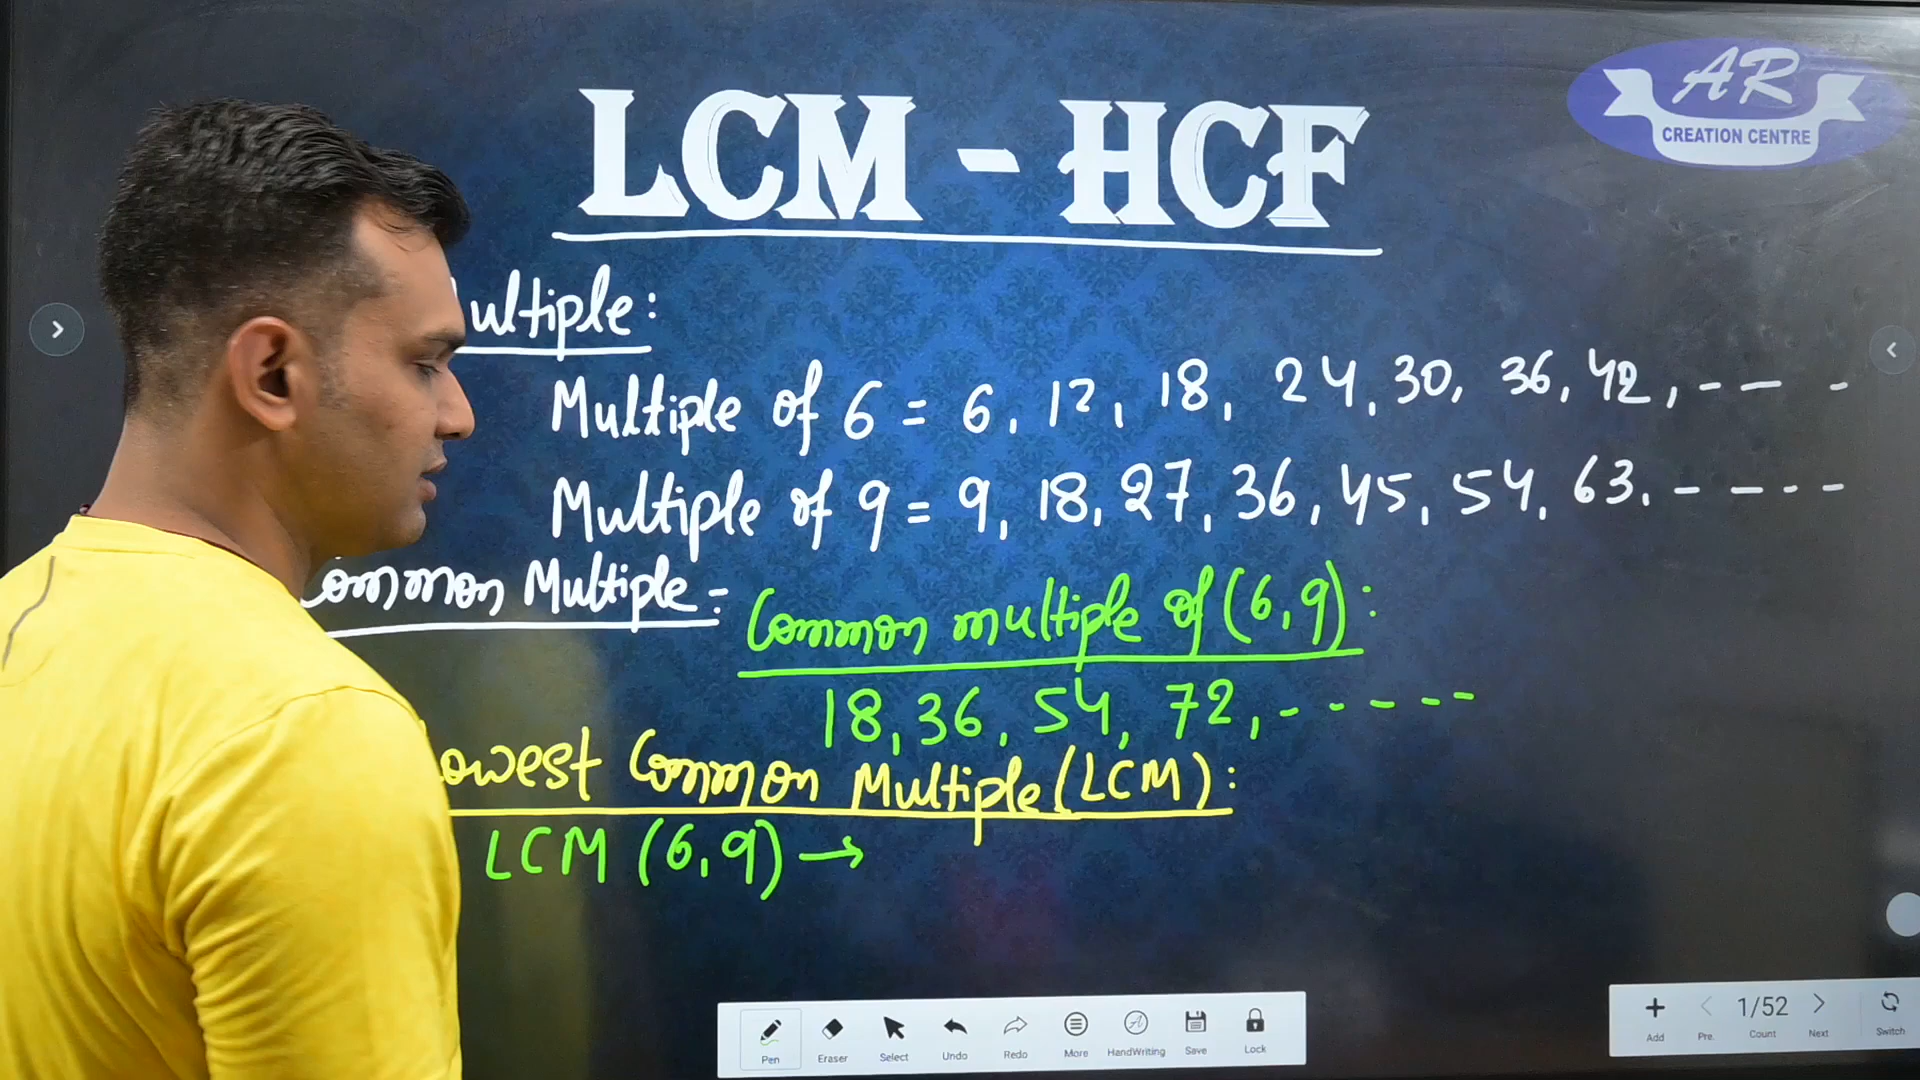 LCM - HCF
AR
CREATION CENTRE
ultiple:
Multiple of 6 = 6, 12, 18, 24, 30, 36, 42, -- -
Multiple of 9 = 9, 18, 27, 36, 45, 54, 63, - - - -
Common Multiple:-
Common multiple of (6,9):
18, 36, 54, 72, - - - - -
owest Common Multiple (LCM):
LCM (6,9) →
Pen Eraser Select Undo Redo More HandWriting Save Lock
1/52
Add Pre. Count Next Switch